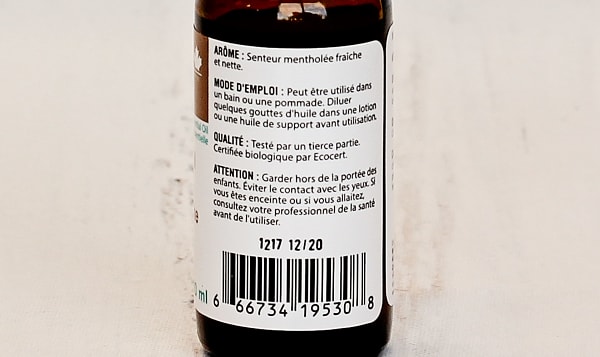 ARÔME : Senteur mentholée fraîche
et nette.
MODE D'EMPLOI : Peut être utilisé dans
un bain ou une pommade. Diluer
quelques gouttes d'huile dans une lotion
ou une huile de support avant utilisation.
QUALITÉ : Testé par un tierce partie.
Certifiée biologique par Ecocert.
ATTENTION : Garder hors de la portée des
enfants. Éviter le contact avec les yeux. Si
vous êtes enceinte ou si vous allaitez,
consultez votre professionnel de la santé
avant de l'utiliser.
1217 12/20
ml
6 66734 19530 8